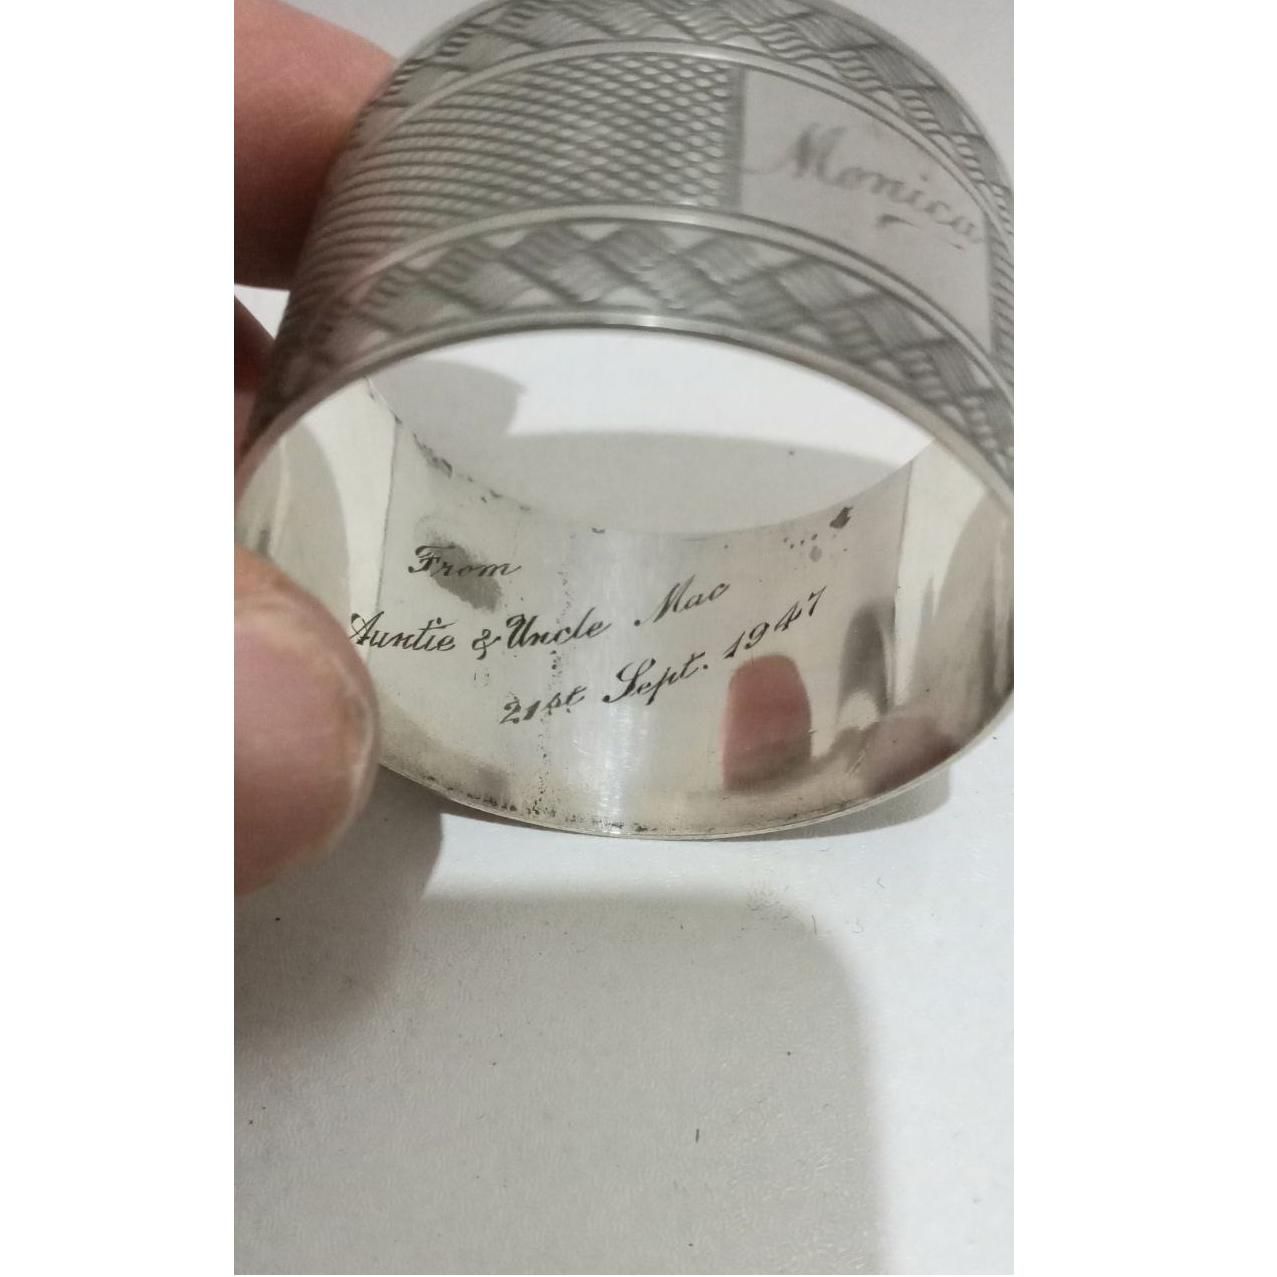 Monica
From
Auntie & Uncle Mac
21st Sept. 1947